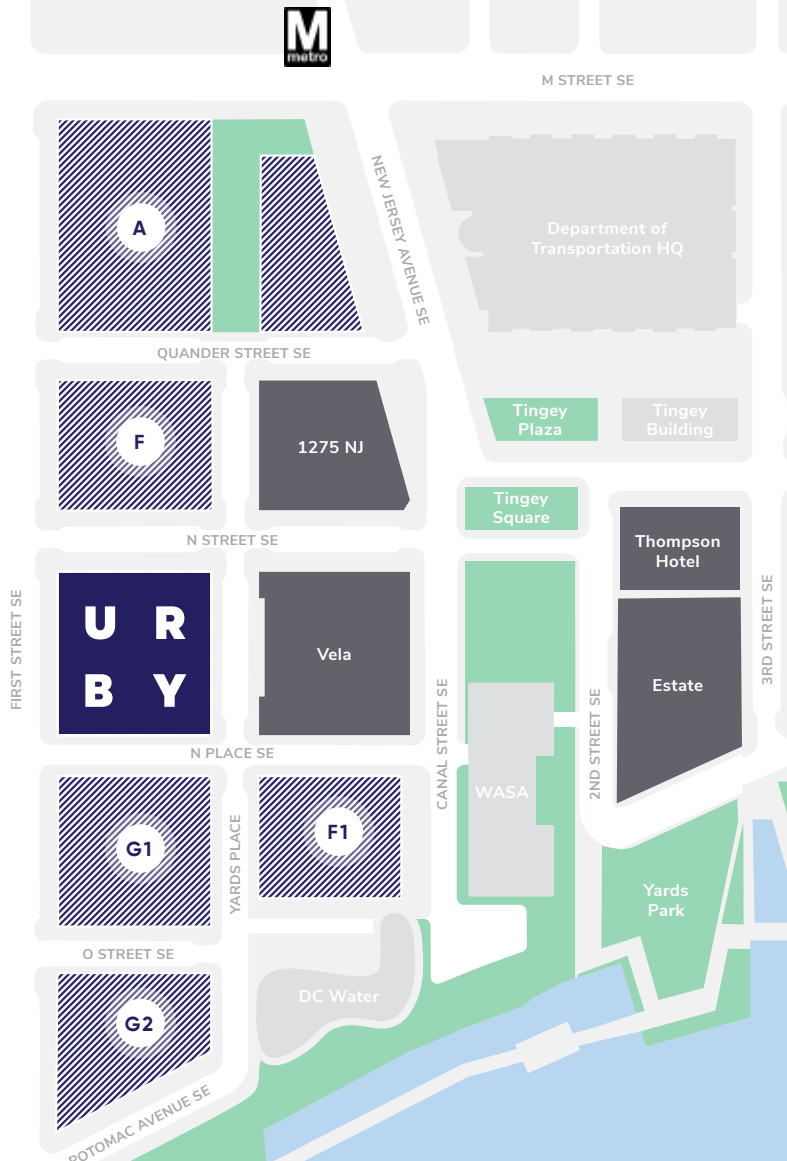 M
metro
M STREET SE
NEW JERSEY AVENUE SE
A
Department of
Transportation HQ
QUANDER STREET SE
F
1275 NJ
Tingey
Plaza
Tingey
Building
Tingey
Square
N STREET SE
Thompson
Hotel
FIRST STREET SE
U R
B Y
Vela
CANAL STREET SE
2ND STREET SE
Estate
3RD STREET SE
N PLACE SE
WASA
G1
YARDS PLACE
F1
Yards
Park
O STREET SE
DC Water
G2
POTOMAC AVENUE SE